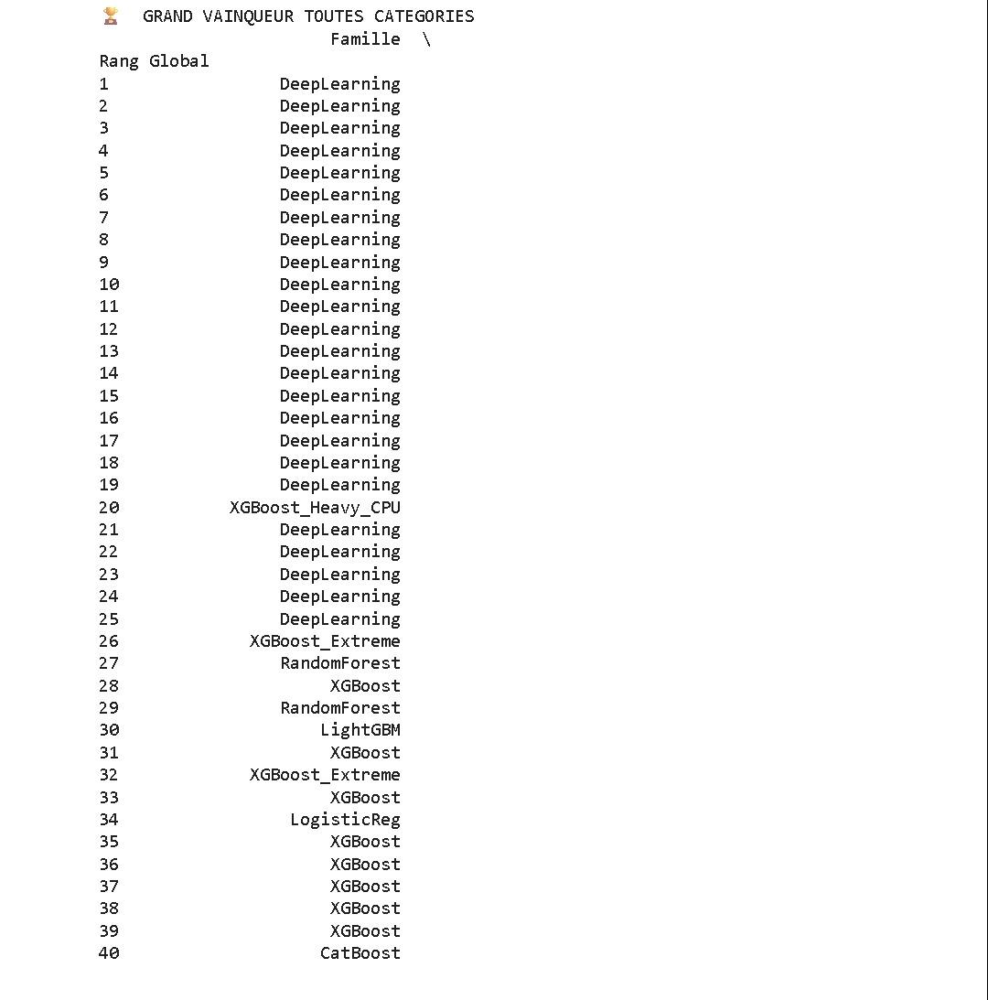 🏆 GRAND VAINQUEUR TOUTES CATEGORIES
Famille \
Rang Global
1 DeepLearning
2 DeepLearning
3 DeepLearning
4 DeepLearning
5 DeepLearning
6 DeepLearning
7 DeepLearning
8 DeepLearning
9 DeepLearning
10 DeepLearning
11 DeepLearning
12 DeepLearning
13 DeepLearning
14 DeepLearning
15 DeepLearning
16 DeepLearning
17 DeepLearning
18 DeepLearning
19 DeepLearning
20 XGBoost_Heavy_CPU
21 DeepLearning
22 DeepLearning
23 DeepLearning
24 DeepLearning
25 DeepLearning
26 XGBoost_Extreme
27 RandomForest
28 XGBoost
29 RandomForest
30 LightGBM
31 XGBoost
32 XGBoost_Extreme
33 XGBoost
34 LogisticReg
35 XGBoost
36 XGBoost
37 XGBoost
38 XGBoost
39 XGBoost
40 CatBoost